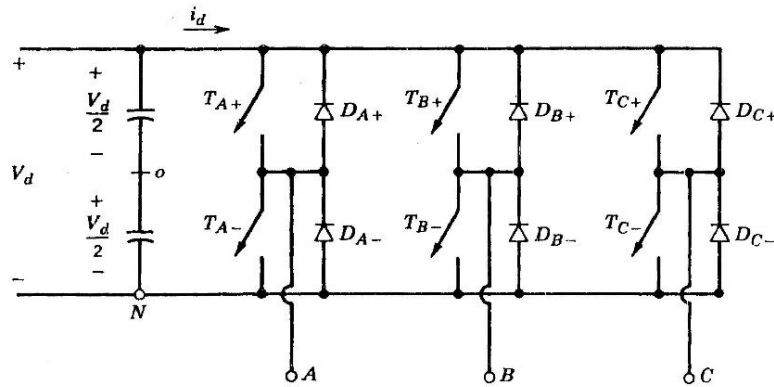 i_d
+ + V_d/2 - T_A+ D_A+ T_B+ D_B+ T_C+ D_C+
V_d o
+ V_d/2 - T_A- D_A- T_B- D_B- T_C- D_C-
- N
A B C